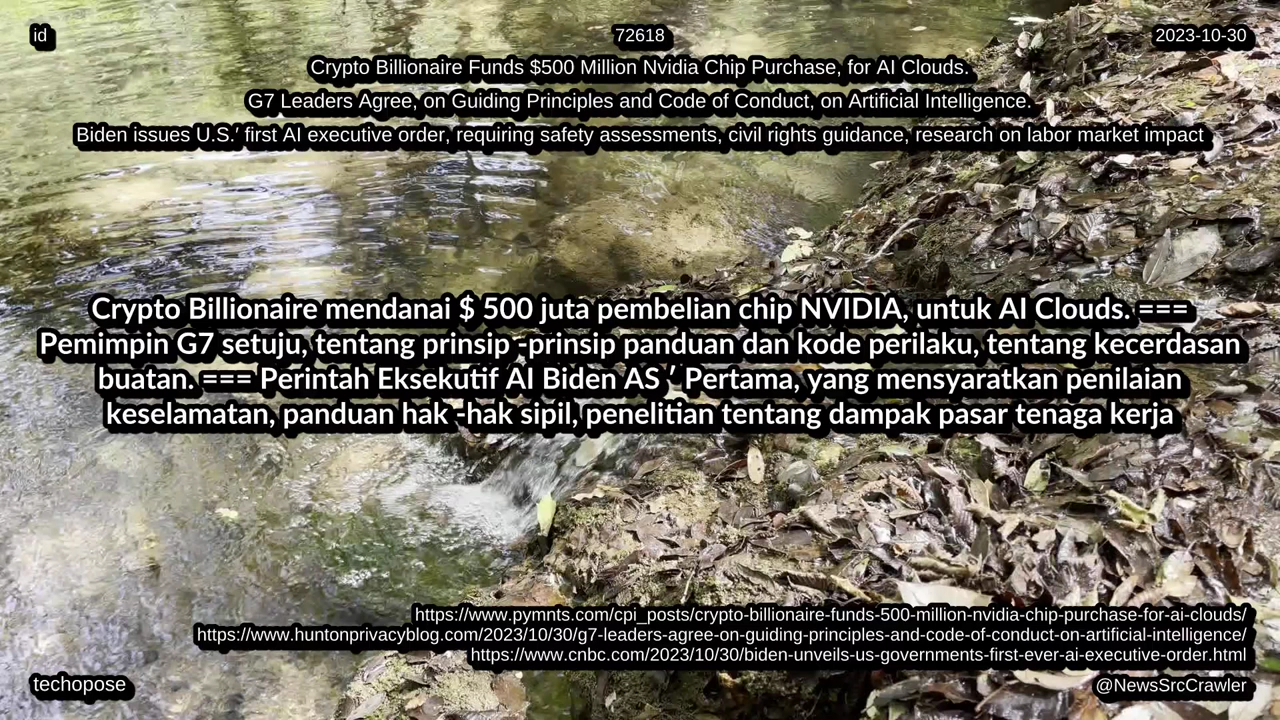 id
72618
2023-10-30
Crypto Billionaire Funds $500 Million Nvidia Chip Purchase, for AI Clouds.
G7 Leaders Agree, on Guiding Principles and Code of Conduct, on Artificial Intelligence.
Biden issues U.S.′ first AI executive order, requiring safety assessments, civil rights guidance, research on labor market impact
Crypto Billionaire mendanai $ 500 juta pembelian chip NVIDIA, untuk AI Clouds. ===
Pemimpin G7 setuju, tentang prinsip -prinsip panduan dan kode perilaku, tentang kecerdasan
buatan. === Perintah Eksekutif AI Biden AS ′ Pertama, yang mensyaratkan penilaian
keselamatan, panduan hak -hak sipil, penelitian tentang dampak pasar tenaga kerja
https://www.pymnts.com/cpi_posts/crypto-billionaire-funds-500-million-nvidia-chip-purchase-for-ai-clouds/
https://www.huntonprivacyblog.com/2023/10/30/g7-leaders-agree-on-guiding-principles-and-code-of-conduct-on-artificial-intelligence/
https://www.cnbc.com/2023/10/30/biden-unveils-us-governments-first-ever-ai-executive-order.html
techopose
@NewsSrcCrawler